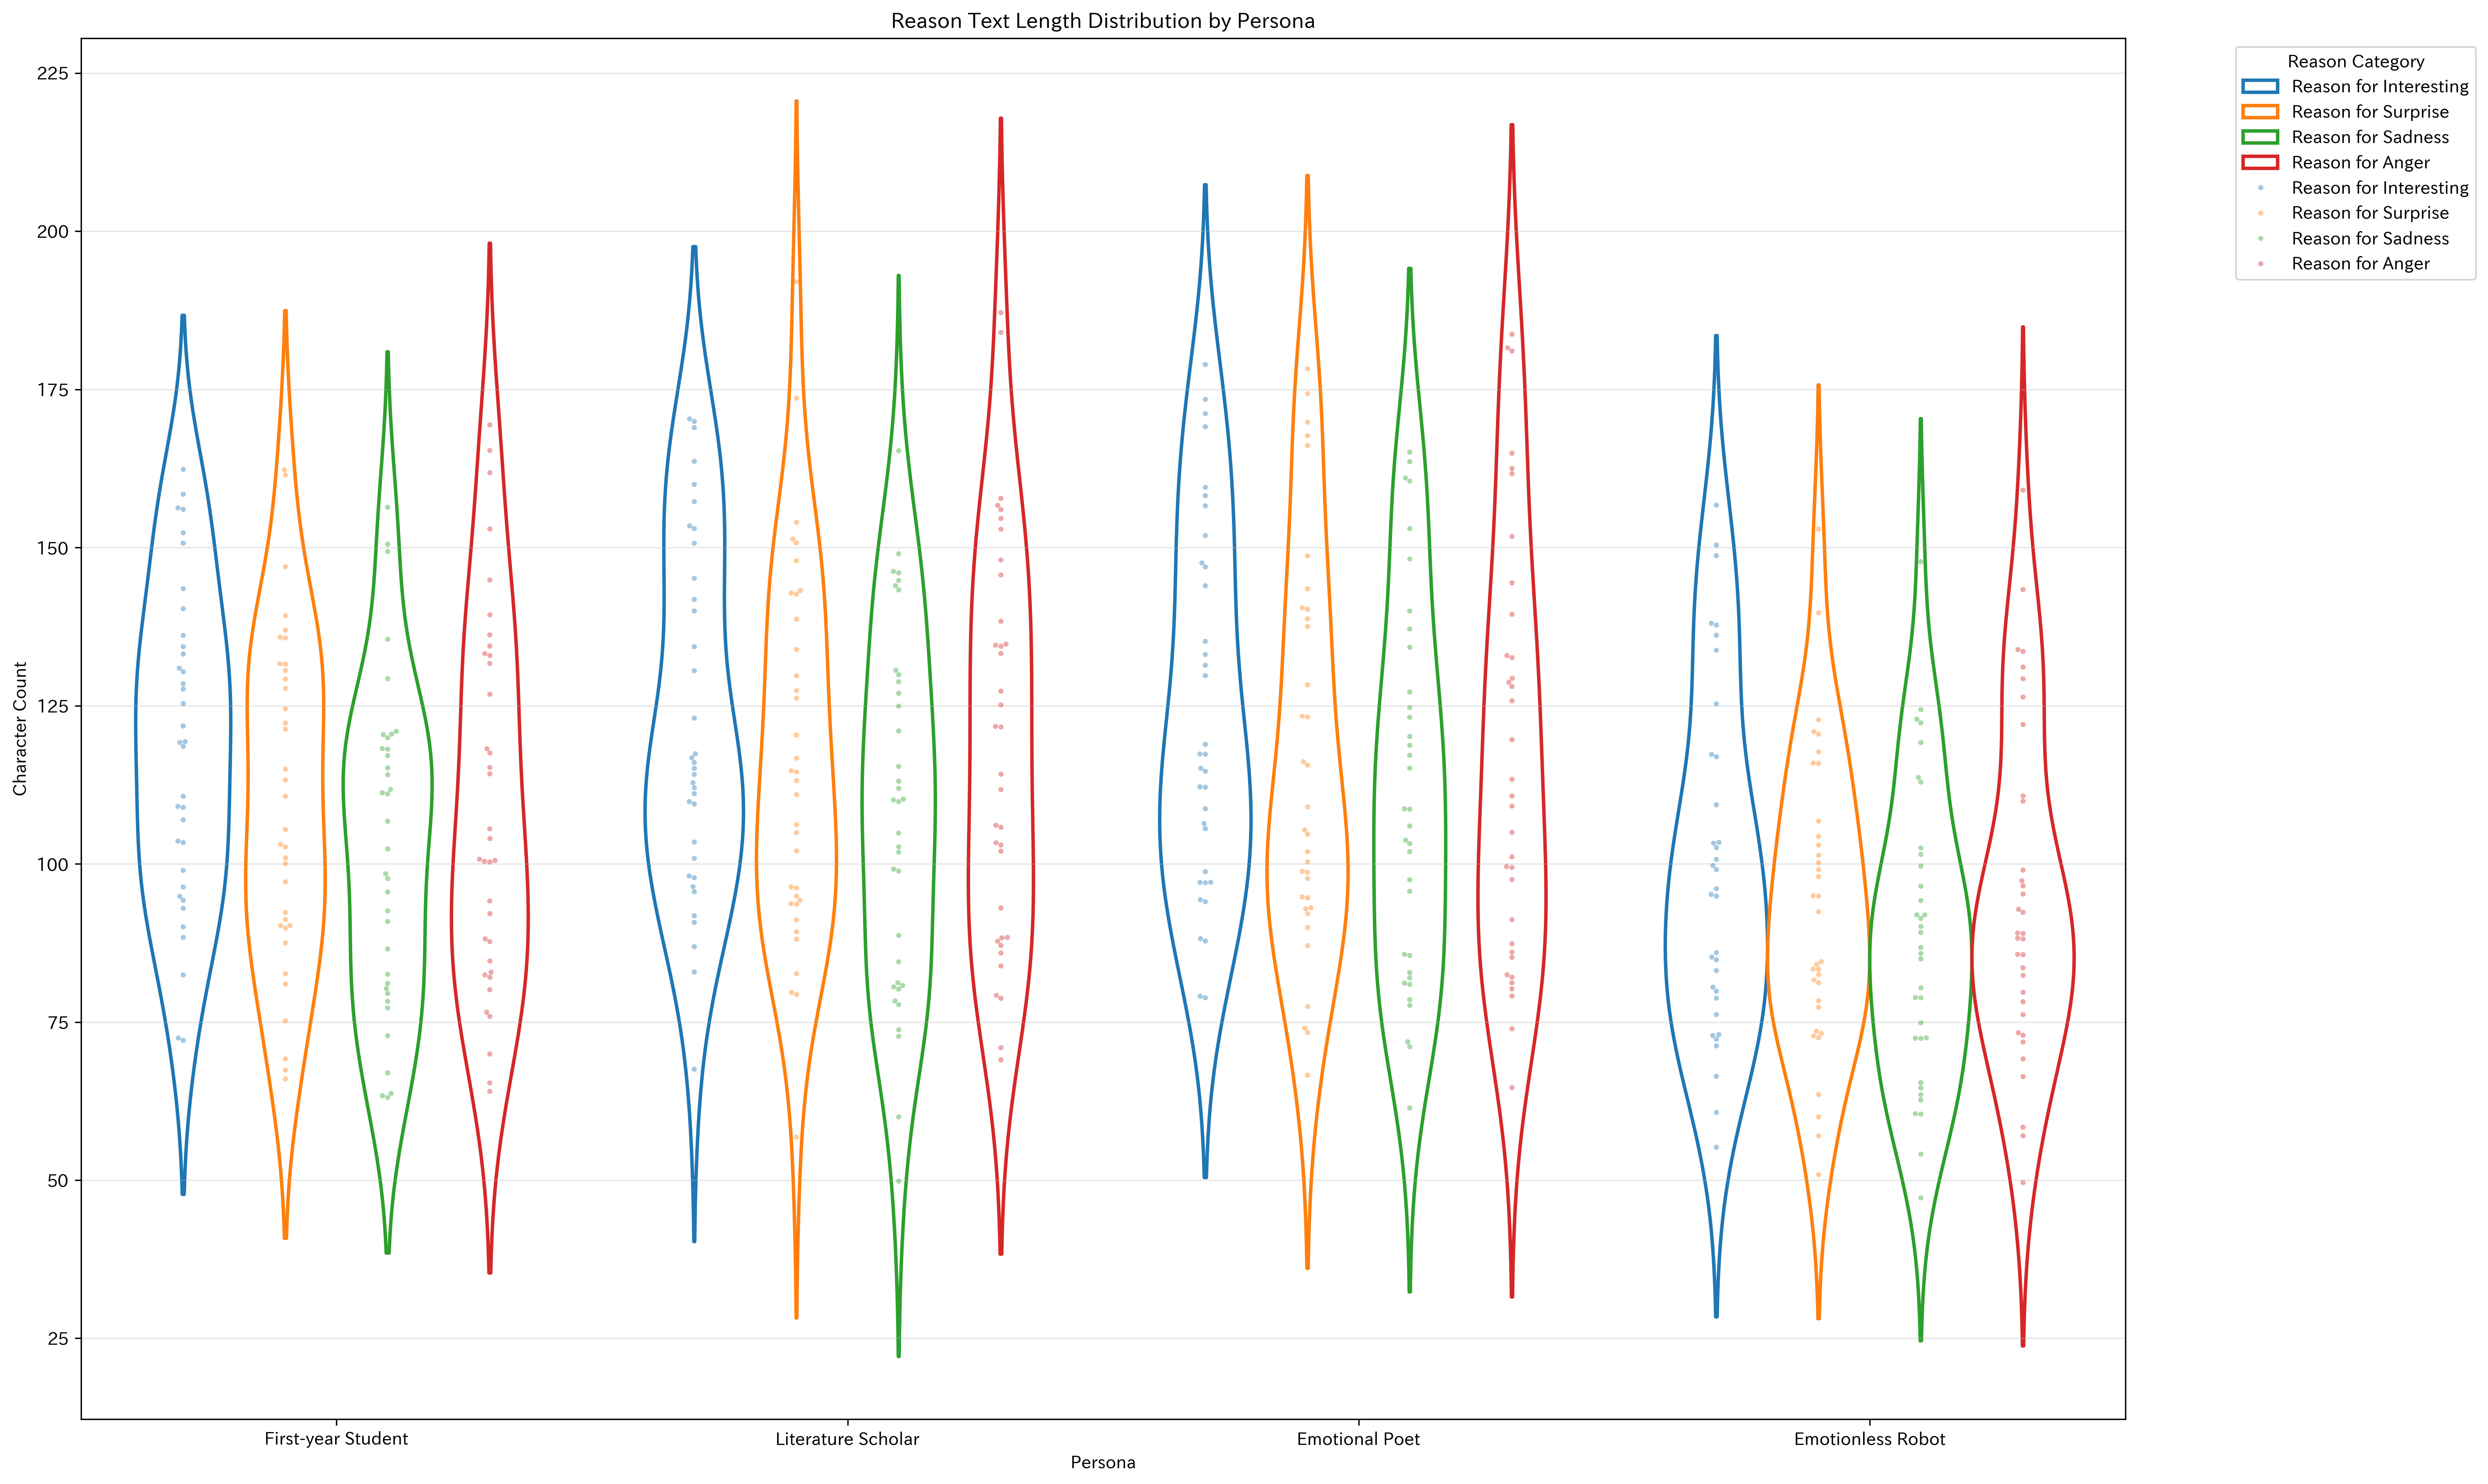 Reason Text Length Distribution by Persona
Reason Category
Reason for Interesting
Reason for Surprise
Reason for Sadness
Reason for Anger
Reason for Interesting
Reason for Surprise
Reason for Sadness
Reason for Anger
225
200
175
150
125
100
75
50
25
Character Count
First-year Student
Literature Scholar
Emotional Poet
Emotionless Robot
Persona